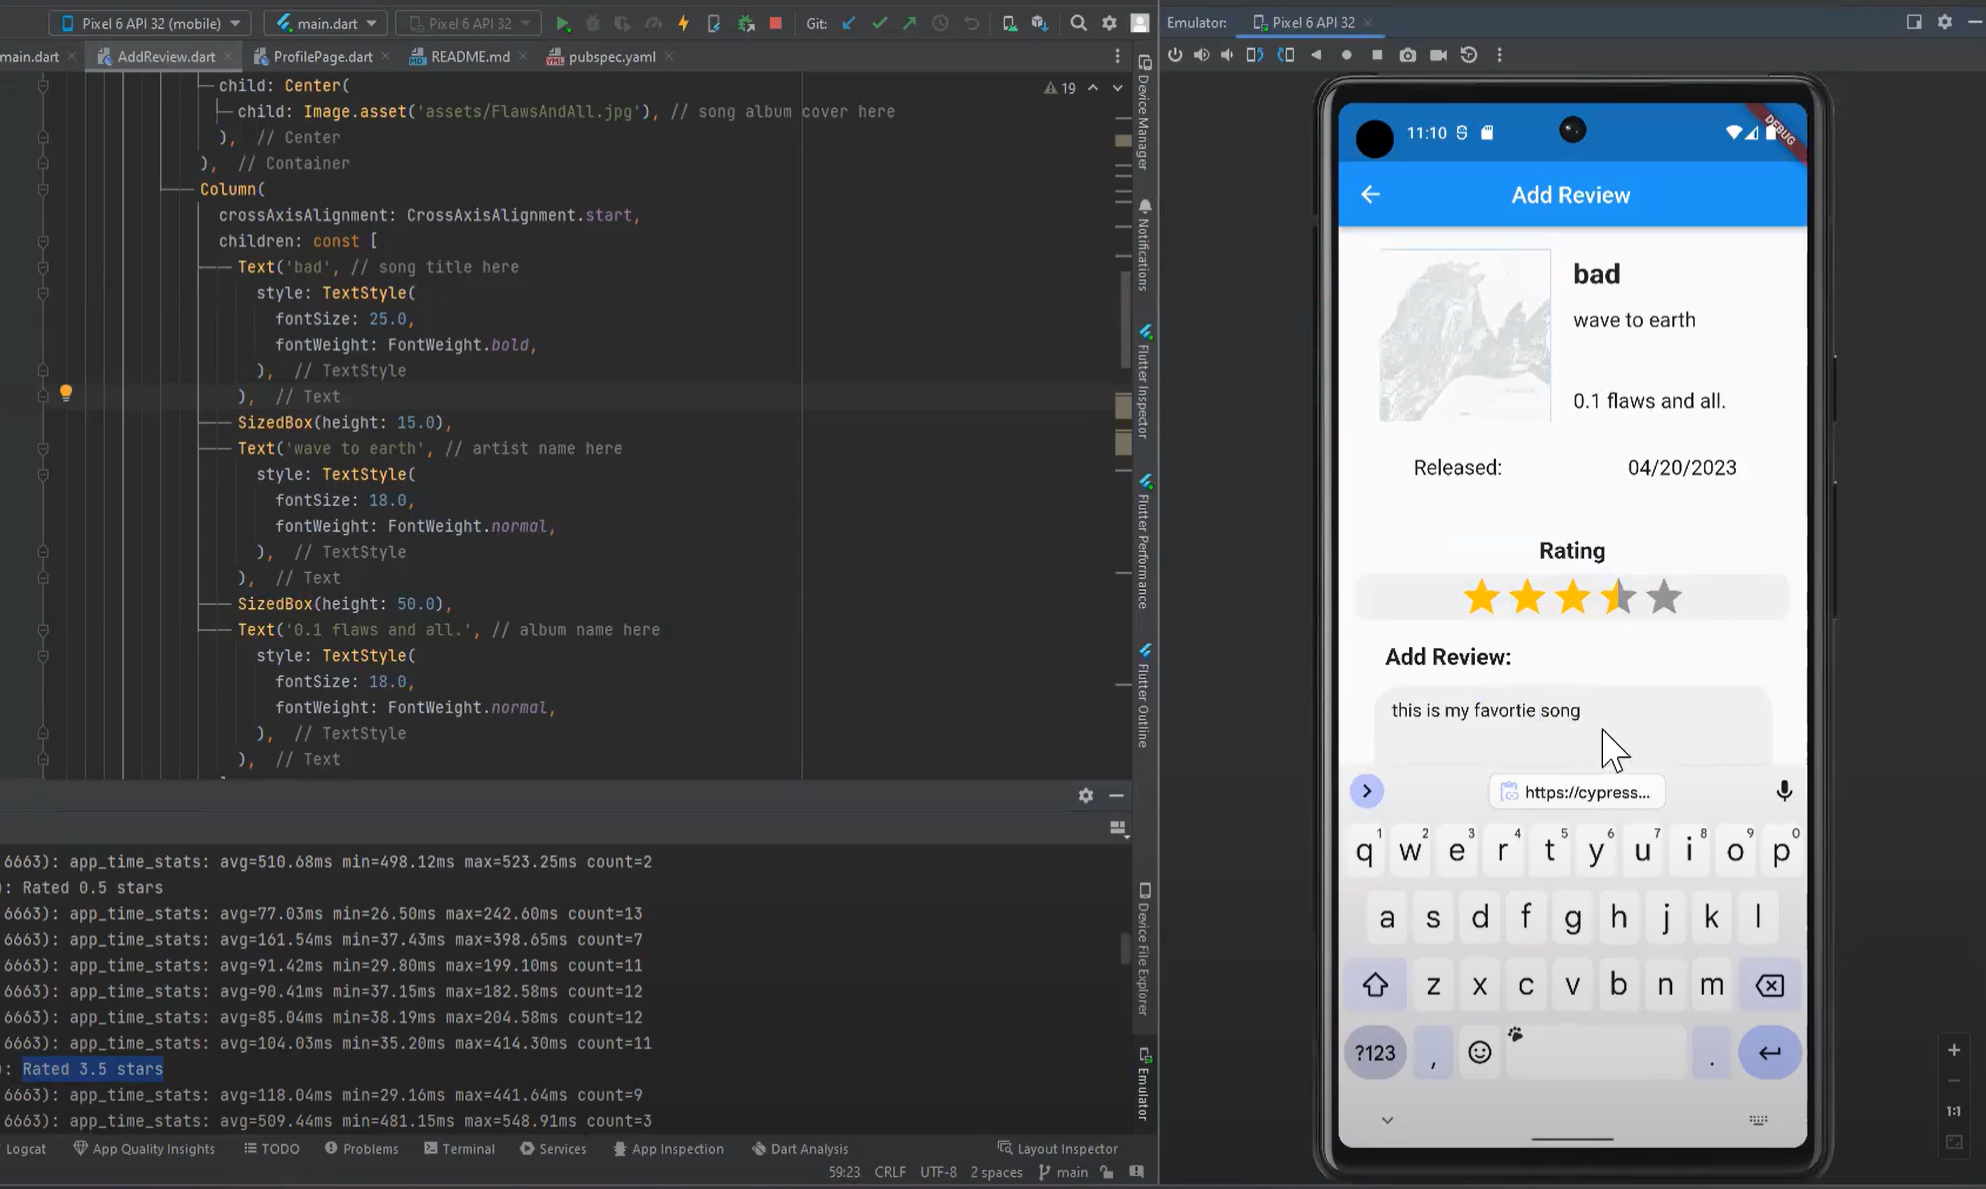 Pixel 6 API 32 (mobile)
main.dart
Pixel 6 API 32
Git:
Emulator:
Pixel 6 API 32
main.dart
AddReview.dart
ProfilePage.dart
README.md
pubspec.yaml
19
child: Center(
child: Image.asset('assets/FlawsAndAll.jpg'), // song album cover here
), // Center
), // Container
Column(
crossAxisAlignment: CrossAxisAlignment.start,
children: const [
Text('bad', // song title here
style: TextStyle(
fontSize: 25.0,
fontWeight: FontWeight.bold,
), // TextStyle
), // Text
SizedBox(height: 15.0),
Text('wave to earth', // artist name here
style: TextStyle(
fontSize: 18.0,
fontWeight: FontWeight.normal,
), // TextStyle
), // Text
SizedBox(height: 50.0),
Text('0.1 flaws and all.', // album name here
style: TextStyle(
fontSize: 18.0,
fontWeight: FontWeight.normal,
), // TextStyle
), // Text
6663): app_time_stats: avg=510.68ms min=498.12ms max=523.25ms count=2
): Rated 0.5 stars
6663): app_time_stats: avg=77.03ms min=26.50ms max=242.60ms count=13
6663): app_time_stats: avg=161.54ms min=37.43ms max=398.65ms count=7
6663): app_time_stats: avg=91.42ms min=29.80ms max=199.10ms count=11
6663): app_time_stats: avg=90.41ms min=37.15ms max=182.58ms count=12
6663): app_time_stats: avg=85.04ms min=38.19ms max=204.58ms count=12
6663): app_time_stats: avg=104.03ms min=35.20ms max=414.30ms count=11
): Rated 3.5 stars
6663): app_time_stats: avg=118.04ms min=29.16ms max=441.64ms count=9
6663): app_time_stats: avg=509.44ms min=481.15ms max=548.91ms count=3
Logcat
App Quality Insights
TODO
Problems
Terminal
Services
App Inspection
Dart Analysis
Layout Inspector
59:23
CRLF
UTF-8
2 spaces
main
Device Manager
Notifications
Flutter Inspector
Flutter Performance
Flutter Outline
Device File Explorer
Emulator
11:10
DEBUG
Add Review
bad
wave to earth
0.1 flaws and all.
Released: 04/20/2023
Rating
Add Review:
this is my favortie song
https://cypress...
q1 w2 e3 r4 t5 y6 u7 i8 o9 p0
a s d f g h j k l
z x c v b n m
?123 , .
1:1